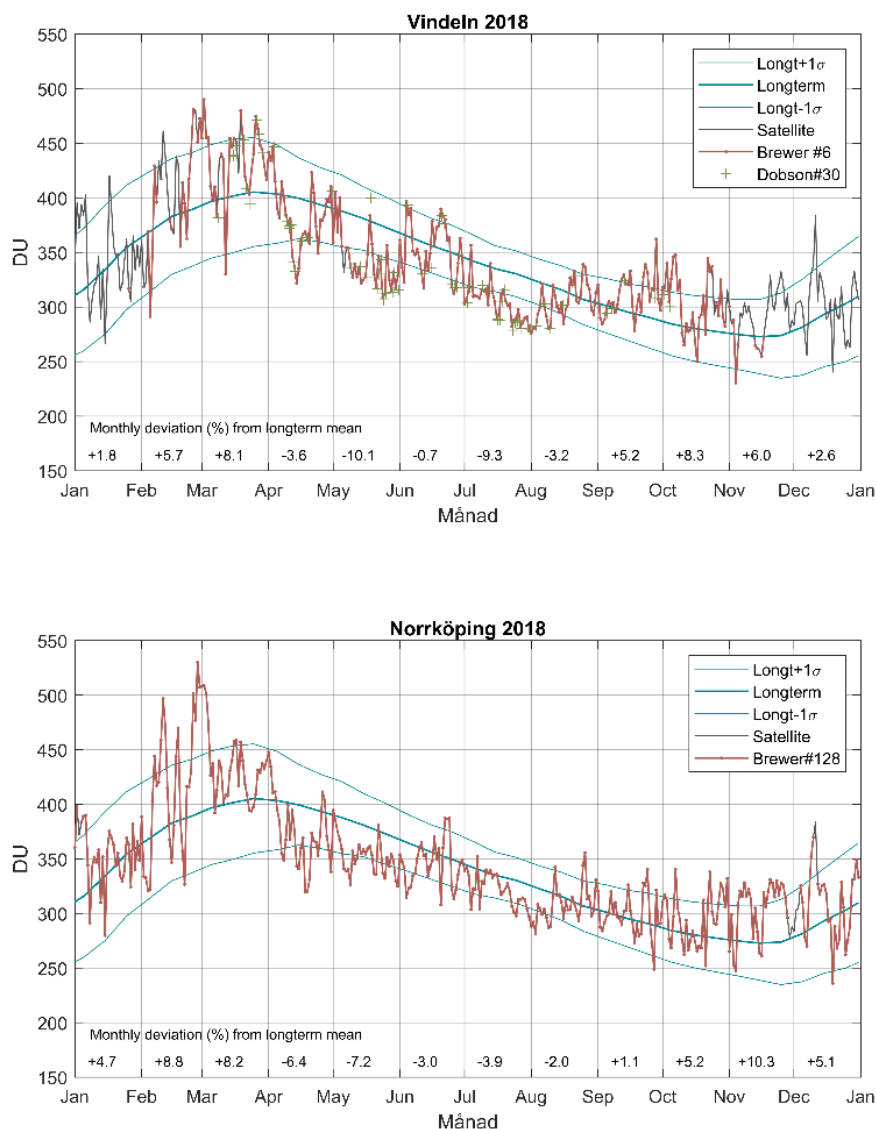 Vindeln 2018
550
500
450
400
350
300
250
200
150
DU
Longt+1σ
Longterm
Longt-1σ
Satellite
Brewer #6
Dobson#30
Monthly deviation (%) from longterm mean
+1.8 +5.7 +8.1 -3.6 -10.1 -0.7 -9.3 -3.2 +5.2 +8.3 +6.0 +2.6
Jan Feb Mar Apr May Jun Jul Aug Sep Oct Nov Dec Jan
Månad
Norrköping 2018
550
500
450
400
350
300
250
200
150
DU
Longt+1σ
Longterm
Longt-1σ
Satellite
Brewer#128
Monthly deviation (%) from longterm mean
+4.7 +8.8 +8.2 -6.4 -7.2 -3.0 -3.9 -2.0 +1.1 +5.2 +10.3 +5.1
Jan Feb Mar Apr May Jun Jul Aug Sep Oct Nov Dec Jan
Månad